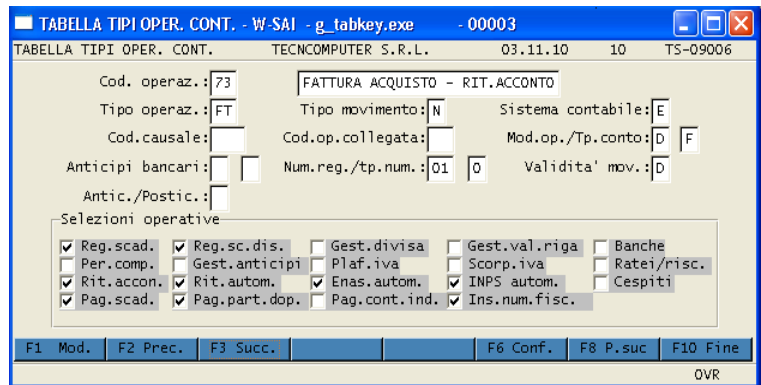 TABELLA TIPI OPER. CONT. - W-SAI - g_tabkey.exe - 00003
TABELLA TIPI OPER. CONT. TECNCOMPUTER S.R.L. 03.11.10 10 TS-09006
Cod. operaz.: 73 FATTURA ACQUISTO - RIT.ACCONTO
Tipo operaz.: FT Tipo movimento: N Sistema contabile: E
Cod.causale: Cod.op.collegata: Mod.op./Tp.conto: D F
Anticipi bancari: Num.reg./tp.num.: 01 0 Validita' mov.: D
Antic./Postic.:
Selezioni operative
Reg.scad. Reg.sc.dis. Gest.divisa Gest.val.riga Banche
Per.comp. Gest.anticipi Plaf.iva Scorp.iva Ratei/risc.
Rit.accon. Rit.autom. Enas.autom. INPS autom. Cespiti
Pag.scad. Pag.part.dop. Pag.cont.ind. Ins.num.fisc.
F1 Mod. F2 Prec. F3 Succ. F6 Conf. F8 P.suc F10 Fine
OVR